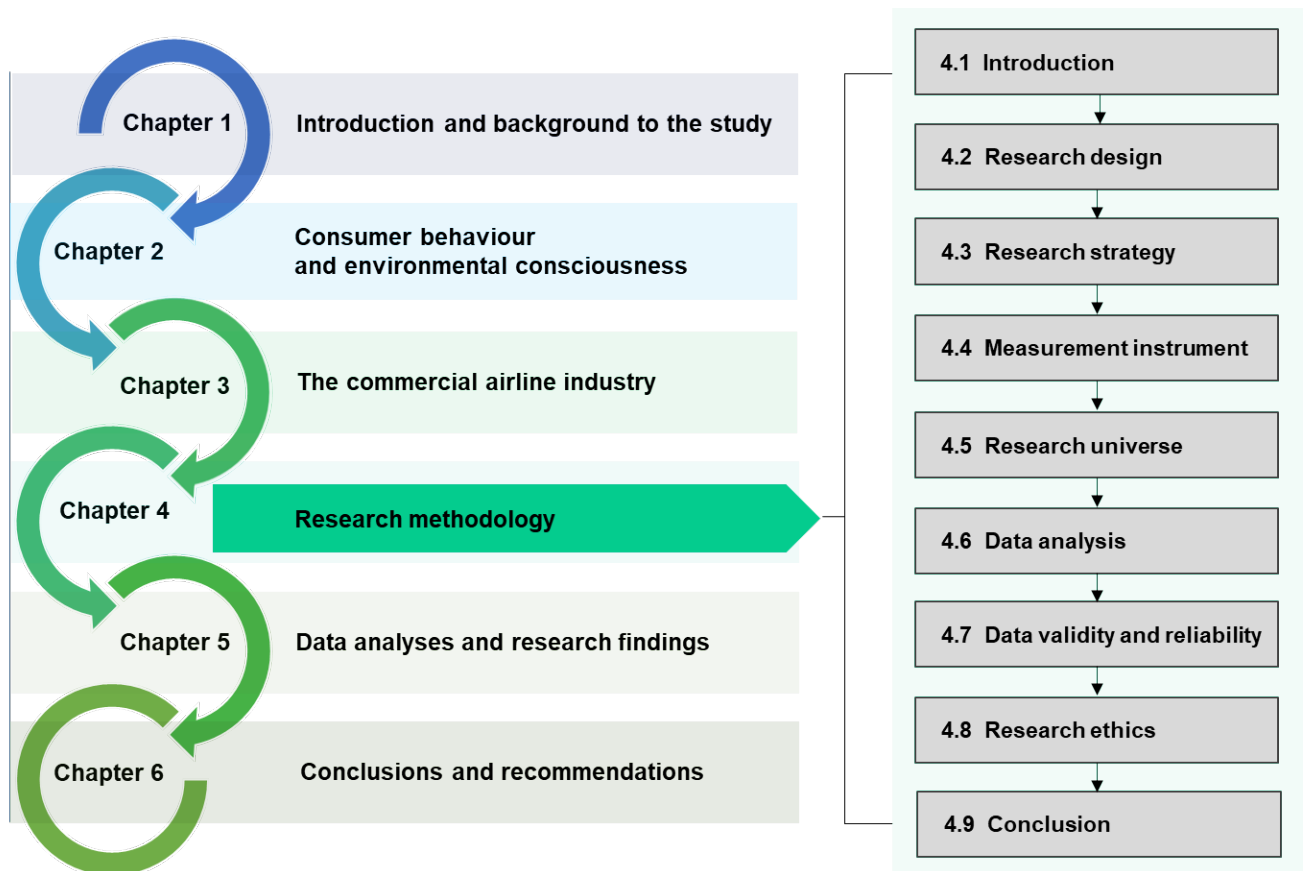 Chapter 1
Introduction and background to the study
Chapter 2
Consumer behaviour
and environmental consciousness
Chapter 3
The commercial airline industry
Chapter 4
Research methodology
Chapter 5
Data analyses and research findings
Chapter 6
Conclusions and recommendations
4.1 Introduction
4.2 Research design
4.3 Research strategy
4.4 Measurement instrument
4.5 Research universe
4.6 Data analysis
4.7 Data validity and reliability
4.8 Research ethics
4.9 Conclusion